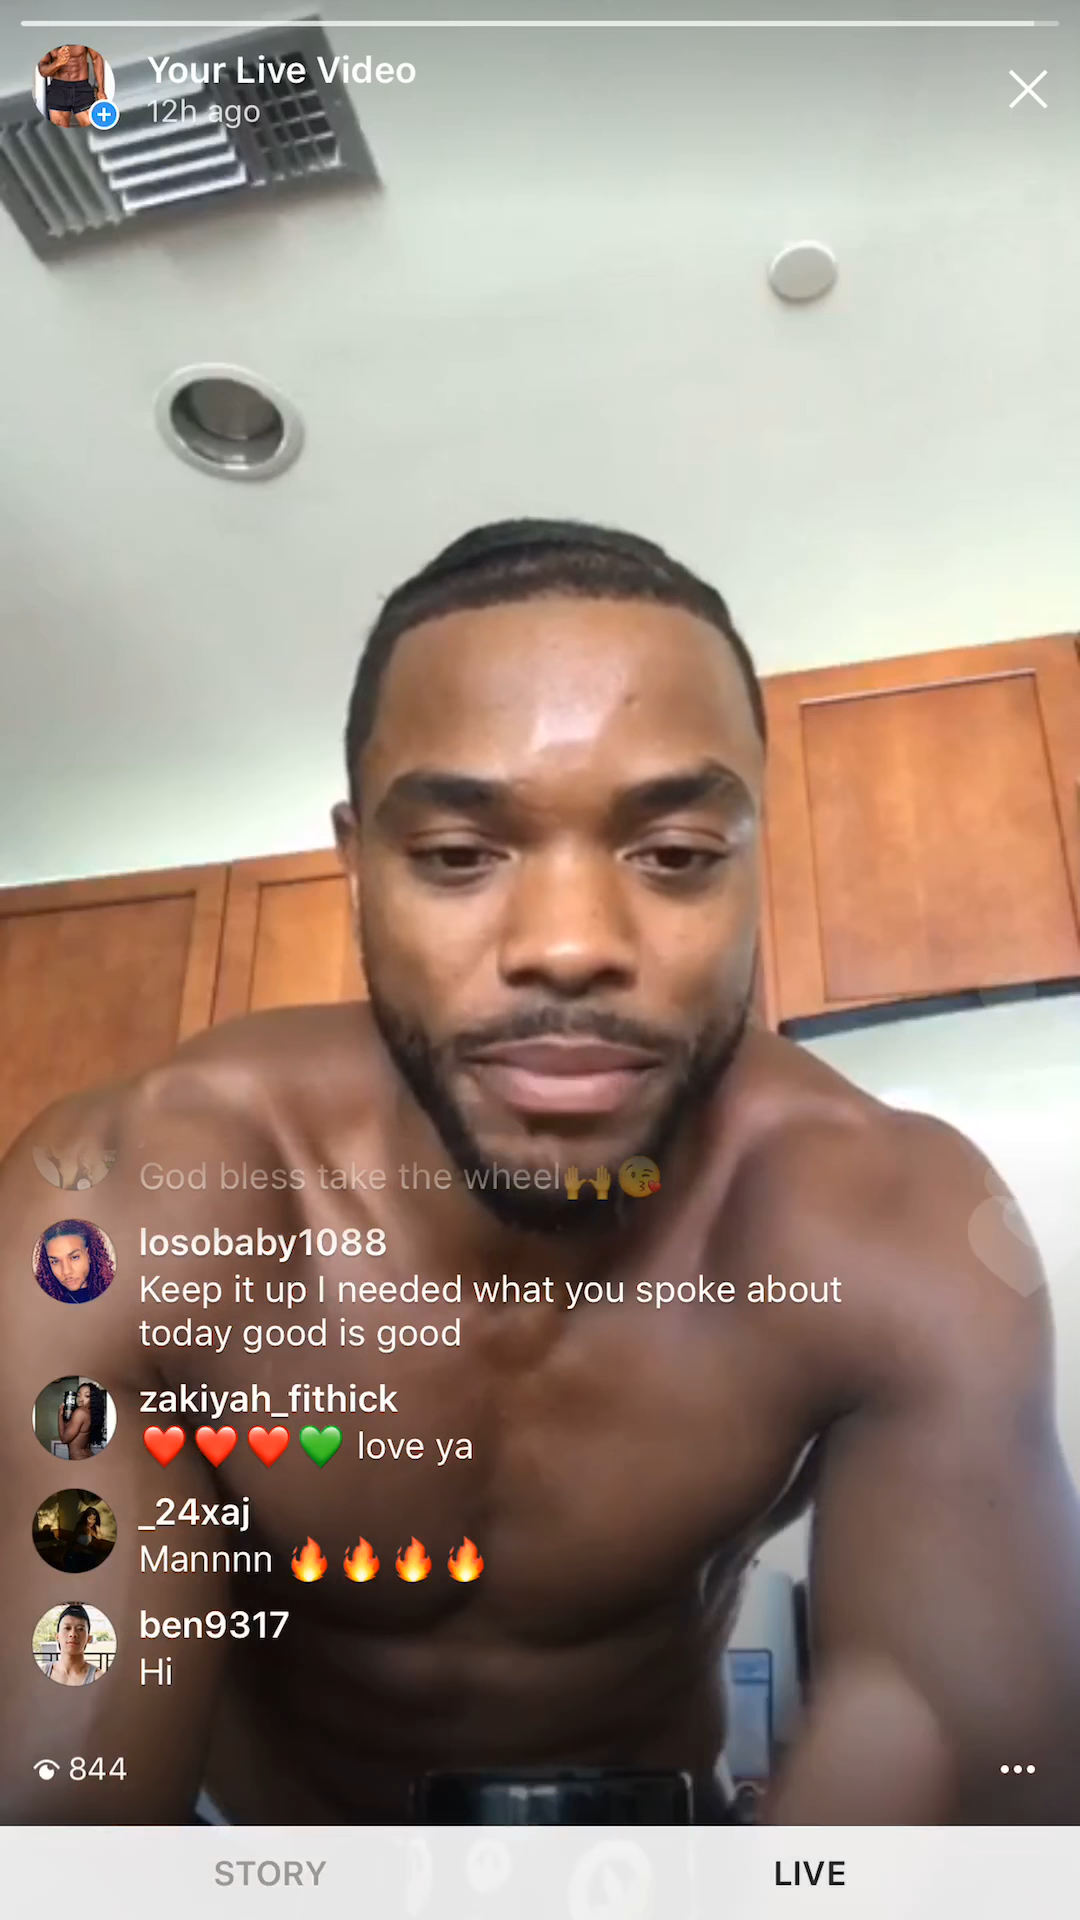 Your Live Video
12h ago
God bless take the wheel🙌😘
losobaby1088
Keep it up I needed what you spoke about
today good is good
zakiyah_fithick
❤️❤️❤️💚 love ya
_24xaj
Mannnn 🔥🔥🔥🔥
ben9317
Hi
844
STORY
LIVE